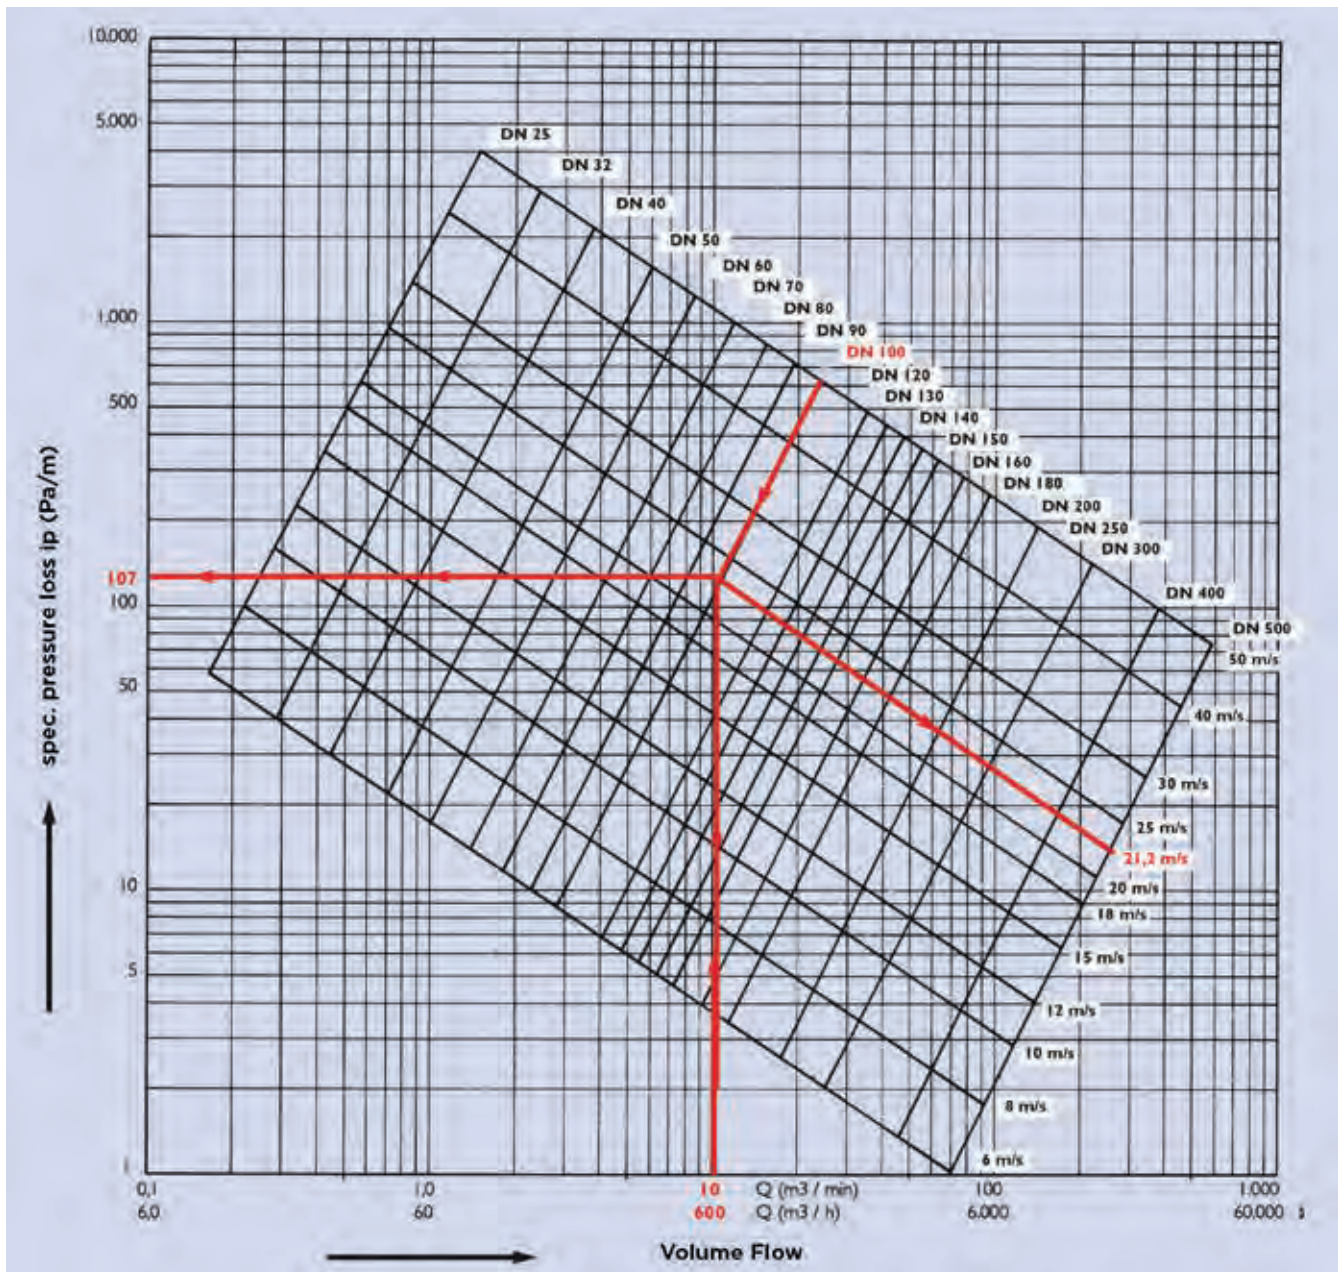 10.000
5.000
1.000
500
107
100
50
10
5
1
spec. pressure loss ip (Pa/m)
DN 25
DN 32
DN 40
DN 50
DN 60
DN 70
DN 80
DN 90
DN 100
DN 120
DN 130
DN 140
DN 150
DN 160
DN 180
DN 200
DN 250
DN 300
DN 400
DN 500
50 m/s
40 m/s
30 m/s
25 m/s
21,2 m/s
20 m/s
18 m/s
15 m/s
12 m/s
10 m/s
8 m/s
6 m/s
0,1 1,0 10 Q (m3 / min) 100 1.000
6,0 60 600 Q (m3 / h) 6.000 60.000
Volume Flow